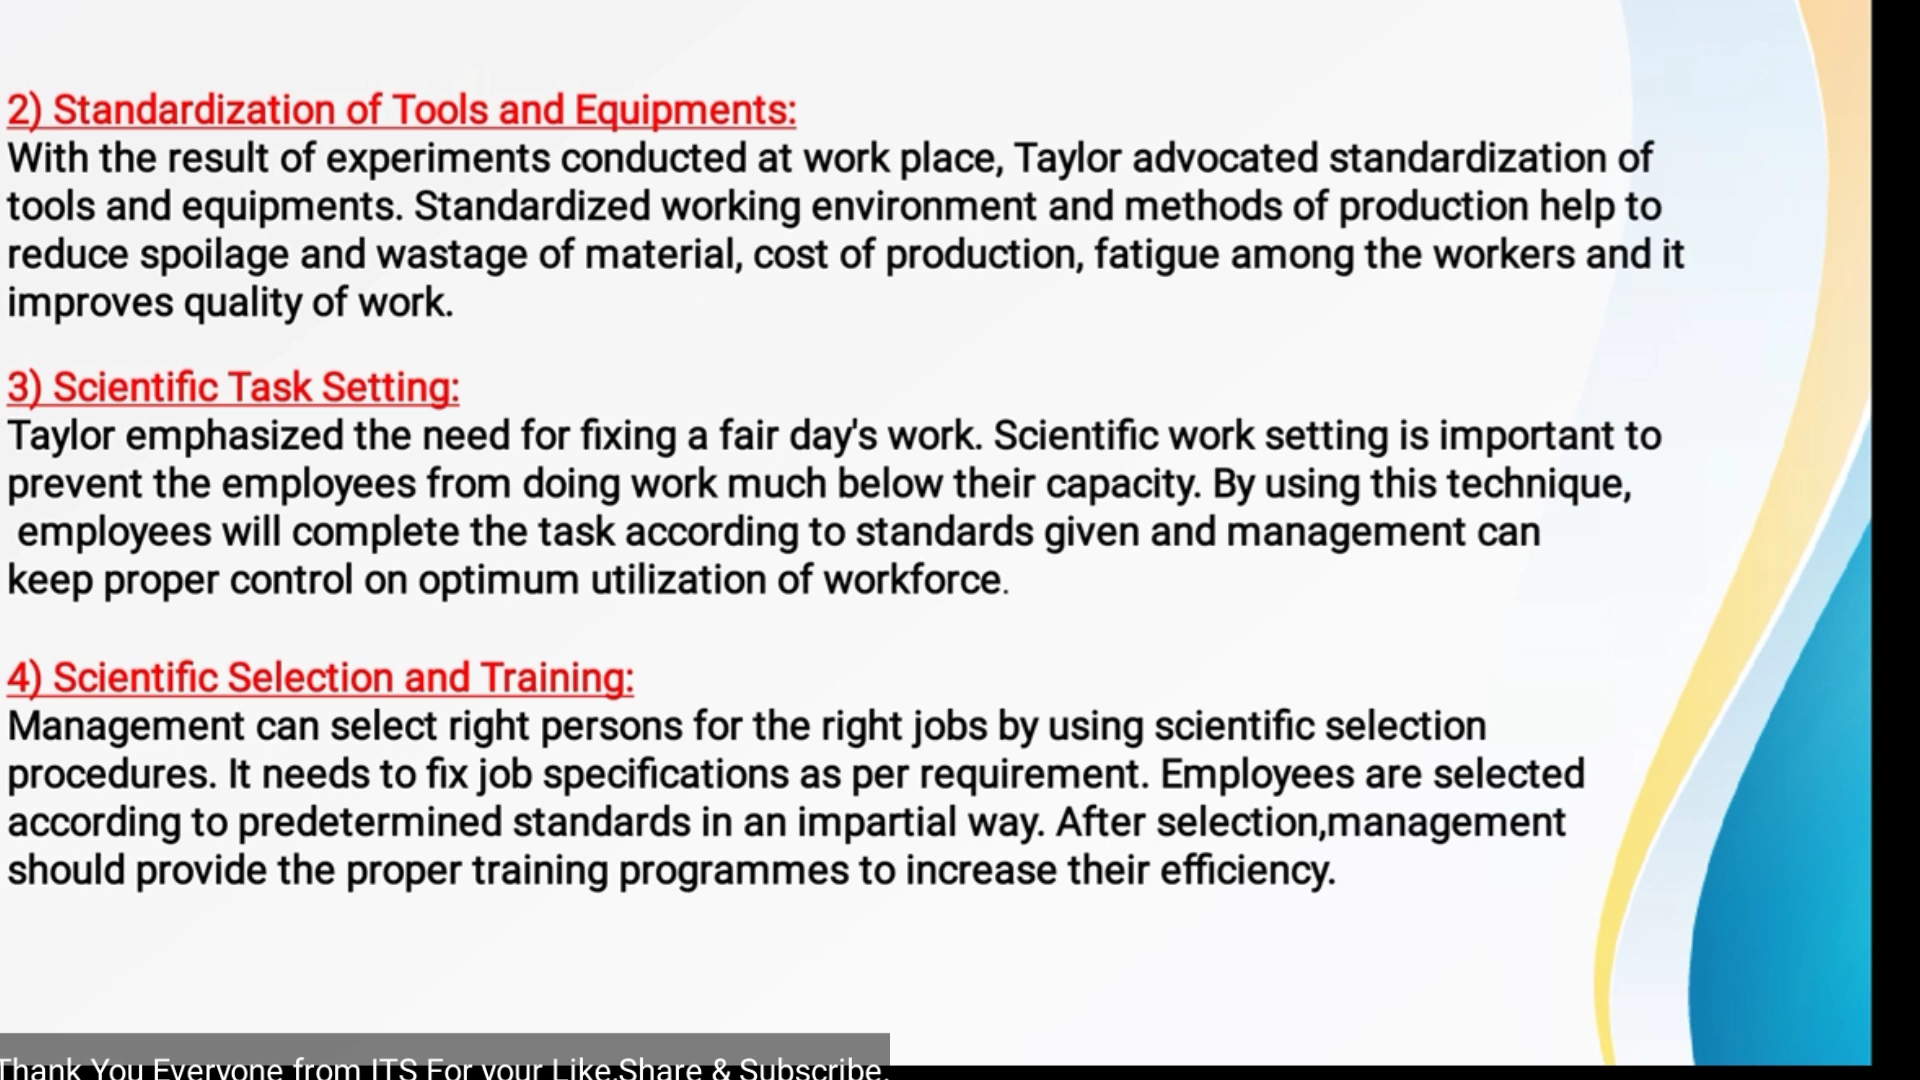 2) Standardization of Tools and Equipments:
With the result of experiments conducted at work place, Taylor advocated standardization of
tools and equipments. Standardized working environment and methods of production help to
reduce spoilage and wastage of material, cost of production, fatigue among the workers and it
improves quality of work.
3) Scientific Task Setting:
Taylor emphasized the need for fixing a fair day's work. Scientific work setting is important to
prevent the employees from doing work much below their capacity. By using this technique,
employees will complete the task according to standards given and management can
keep proper control on optimum utilization of workforce.
4) Scientific Selection and Training:
Management can select right persons for the right jobs by using scientific selection
procedures. It needs to fix job specifications as per requirement. Employees are selected
according to predetermined standards in an impartial way. After selection,management
should provide the proper training programmes to increase their efficiency.
Thank You Everyone from ITS For your Like,Share & Subscribe.